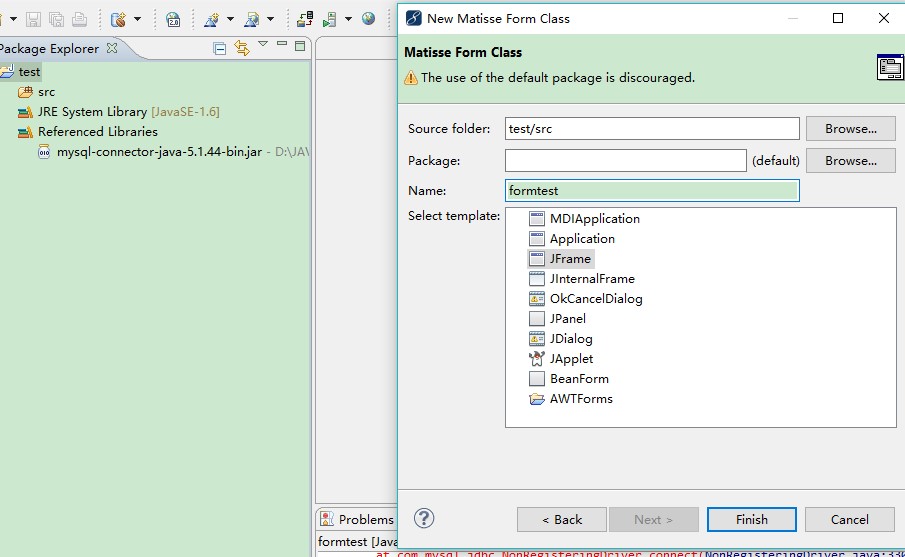 New Matisse Form Class
Package Explorer
test
src
JRE System Library [JavaSE-1.6]
Referenced Libraries
mysql-connector-java-5.1.44-bin.jar - D:\JAV
2.0
Matisse Form Class
The use of the default package is discouraged.
Source folder: test/src Browse...
Package: (default) Browse...
Name: formtest
Select template:
MDIApplication
Application
JFrame
JInternalFrame
OkCancelDialog
JPanel
JDialog
JApplet
BeanForm
AWTForms
? < Back Next > Finish Cancel
Problems
formtest [Java
at com.mysql.jdbc.NonRegisteringDriver.connect(NonRegisteringDriver.java:330